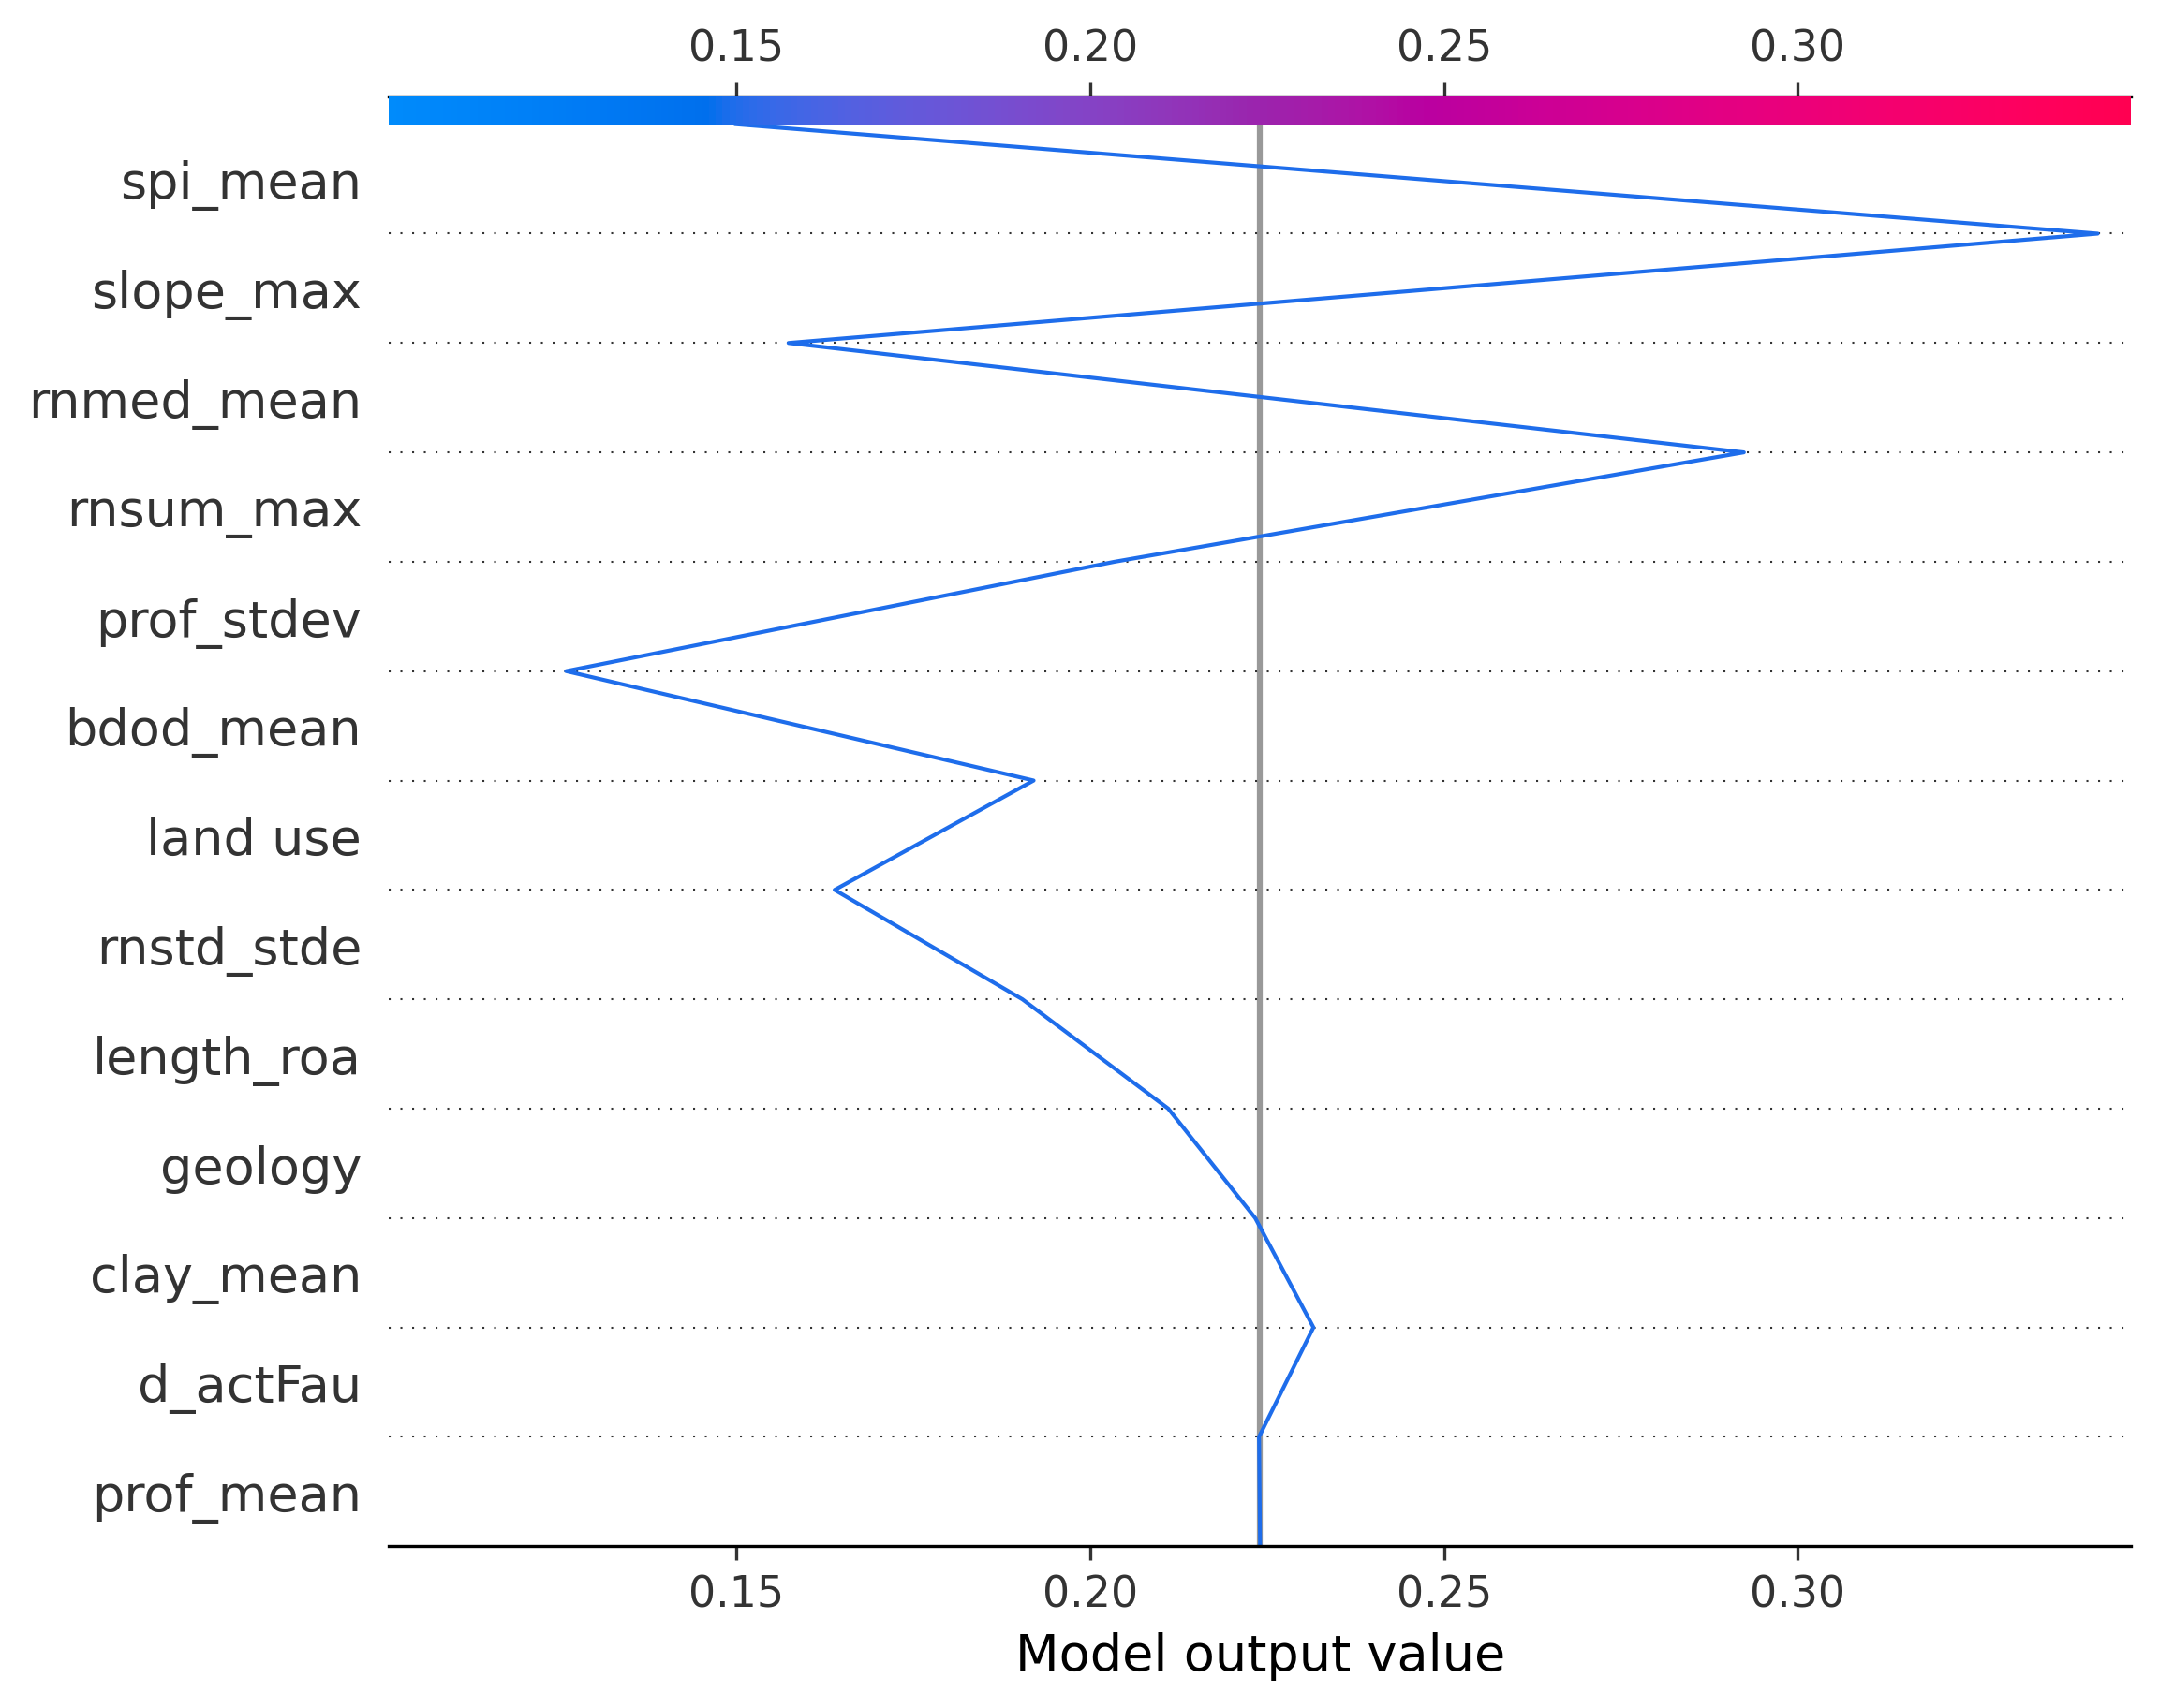 0.15 0.20 0.25 0.30
spi_mean
slope_max
rnmed_mean
rnsum_max
prof_stdev
bdod_mean
land use
rnstd_stde
length_roa
geology
clay_mean
d_actFau
prof_mean
0.15 0.20 0.25 0.30
Model output value